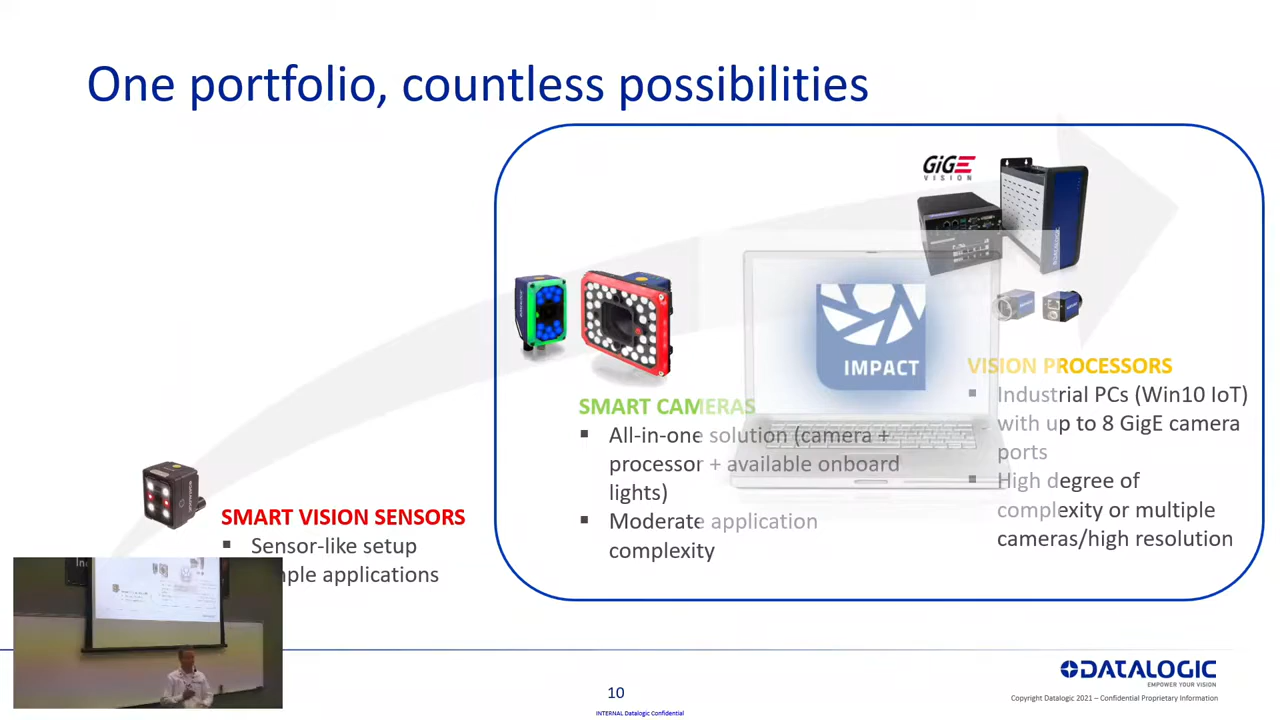 One portfolio, countless possibilities
GiGE
VISION
IMPACT
SMART CAMERAS
▪ All-in-one solution (camera +
processor + available onboard
lights)
▪ Moderate application
complexity
VISION PROCESSORS
▪ Industrial PCs (Win10 IoT)
with up to 8 GigE camera
ports
▪ High degree of
complexity or multiple
cameras/high resolution
DATALOGIC
SMART VISION SENSORS
▪ Sensor-like setup
mple applications
DATALOGIC
EMPOWER YOUR VISION
10
Copyright Datalogic 2021 – Confidential Proprietary Information
INTERNAL Datalogic Confidential